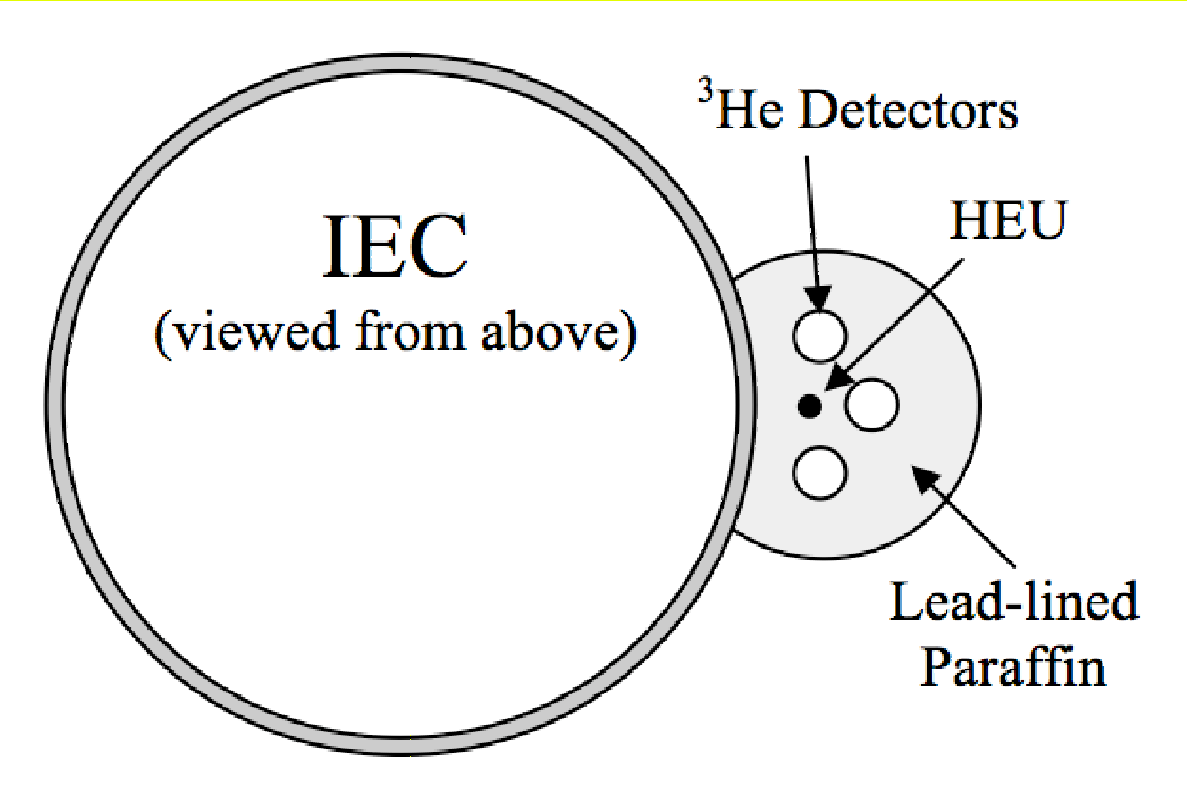 ³He Detectors
HEU
IEC
(viewed from above)
Lead-lined
Paraffin